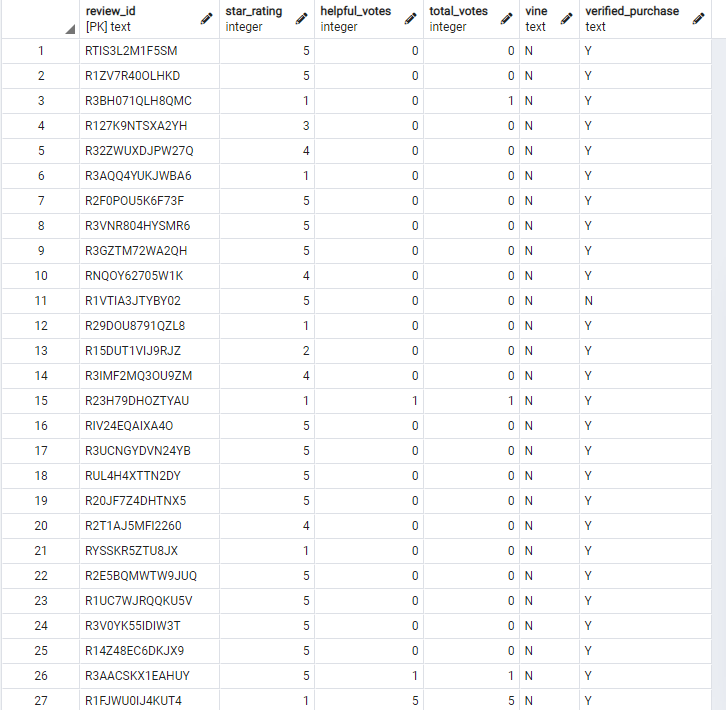 review_id star_rating helpful_votes total_votes vine verified_purchase
[PK] text integer integer integer text text
1 RTIS3L2M1F5SM 5 0 0 N Y
2 R1ZV7R40OLHKD 5 0 0 N Y
3 R3BH071QLH8QMC 1 0 1 N Y
4 R127K9NTSXA2YH 3 0 0 N Y
5 R32ZWUXDJPW27Q 4 0 0 N Y
6 R3AQQ4YUKJWBA6 1 0 0 N Y
7 R2F0POU5K6F73F 5 0 0 N Y
8 R3VNR804HYSMR6 5 0 0 N Y
9 R3GZTM72WA2QH 5 0 0 N Y
10 RNQOY62705W1K 4 0 0 N Y
11 R1VTIA3JTYBY02 5 0 0 N N
12 R29DOU8791QZL8 1 0 0 N Y
13 R15DUT1VIJ9RJZ 2 0 0 N Y
14 R3IMF2MQ3OU9ZM 4 0 0 N Y
15 R23H79DHOZTYAU 1 1 1 N Y
16 RIV24EQAIXA4O 5 0 0 N Y
17 R3UCNGYDVN24YB 5 0 0 N Y
18 RUL4H4XTTN2DY 5 0 0 N Y
19 R20JF7Z4DHTNX5 5 0 0 N Y
20 R2T1AJ5MFI2260 4 0 0 N Y
21 RYSSKR5ZTU8JX 1 0 0 N Y
22 R2E5BQMWTW9JUQ 5 0 0 N Y
23 R1UC7WJRQQKU5V 5 0 0 N Y
24 R3V0YK55IDIW3T 5 0 0 N Y
25 R14Z48EC6DKJX9 5 0 0 N Y
26 R3AACSKX1EAHUY 5 1 1 N Y
27 R1FJWU0IJ4KUT4 1 5 5 N Y